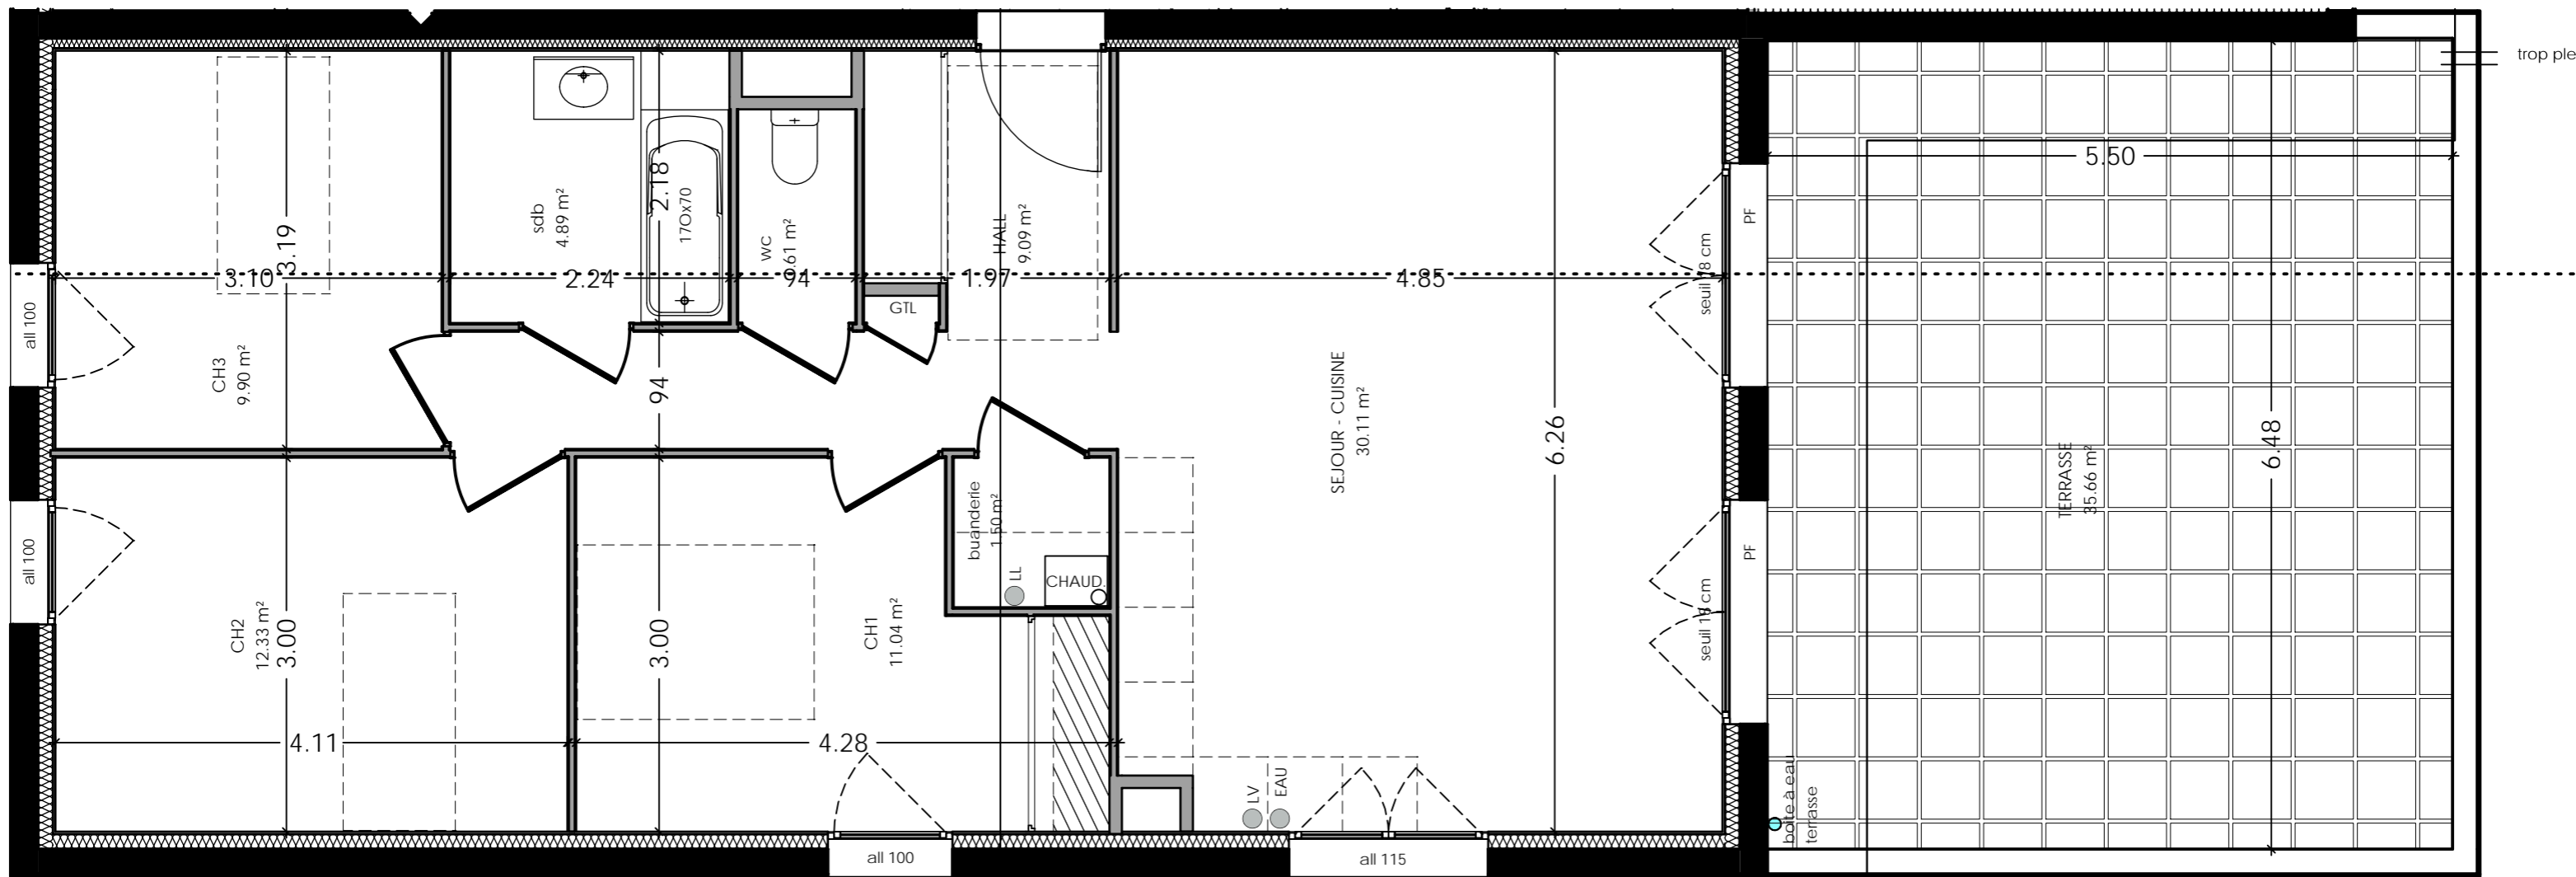 trop ple
5.50
PF
seuil 18 cm
6.48
TERRASSE
35.66 m²
PF
seuil 18 cm
boite à eau
terrasse
4.85
6.26
SEJOUR - CUISINE
30.11 m²
HALL
9.09 m²
1.97
GTL
WC
94
sdb
4.89 m²
2.18
170x70
2.24
3.19
3.10
CH3
9.90 m²
all 100
94
all 100
CH2
12.33 m²
3.00
4.11
3.00
CH1
11.04 m²
4.28
buanderie
1.50 m²
LL
CHAUD.
LV
EAU
all 100
all 115